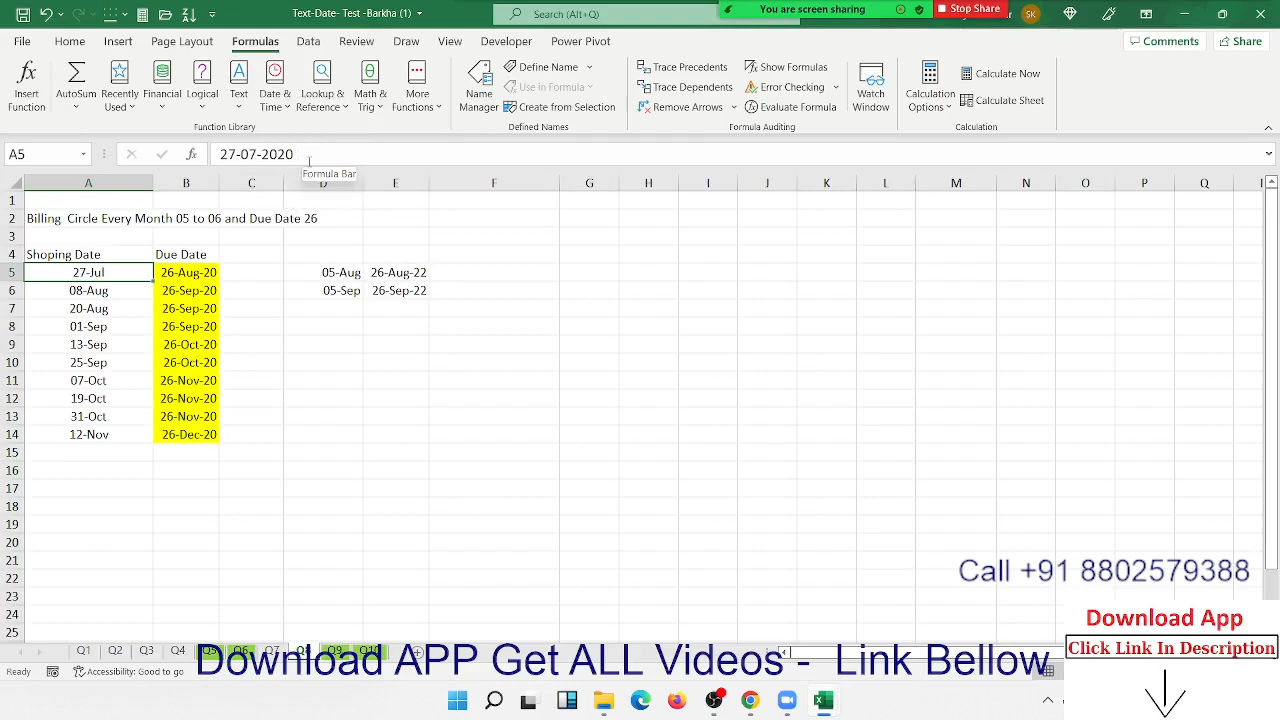 Text-Date- Test-Barkha (1)
Search (Alt+Q)
You are screen sharing
Stop Share
SK
File Home Insert Page Layout Formulas Data Review View Draw View Developer Power Pivot
Comments Share
Insert Function
AutoSum
Recently Used
Financial
Logical
Text
Date & Time
Lookup & Reference
Math & Trig
More Functions
Function Library
Name Manager
Define Name
Use in Formula
Create from Selection
Defined Names
Trace Precedents
Trace Dependents
Remove Arrows
Show Formulas
Error Checking
Evaluate Formula
Formula Auditing
Watch Window
Calculation Options
Calculate Now
Calculate Sheet
Calculation
A5 fx 27-07-2020
Formula Bar
A B C D E F G H I J K L M N O P Q
1
2 Billing Circle Every Month 05 to 06 and Due Date 26
3
4 Shoping Date Due Date
5 27-Jul 26-Aug-20 05-Aug 26-Aug-22
6 08-Aug 26-Sep-20 05-Sep 26-Sep-22
7 20-Aug 26-Sep-20
8 01-Sep 26-Sep-20
9 13-Sep 26-Oct-20
10 25-Sep 26-Oct-20
11 07-Oct 26-Nov-20
12 19-Oct 26-Nov-20
13 31-Oct 26-Nov-20
14 12-Nov 26-Dec-20
15
16
17
18
19
20
21
22
23
24
25
Call +91 8802579388
Download App
Click Link In Description
Q1 Q2 Q3 Q4 Q5 Q6 Q7 Q8 Q9 Q10
Download APP Get ALL Videos - Link Bellow
Ready Accessibility: Good to go